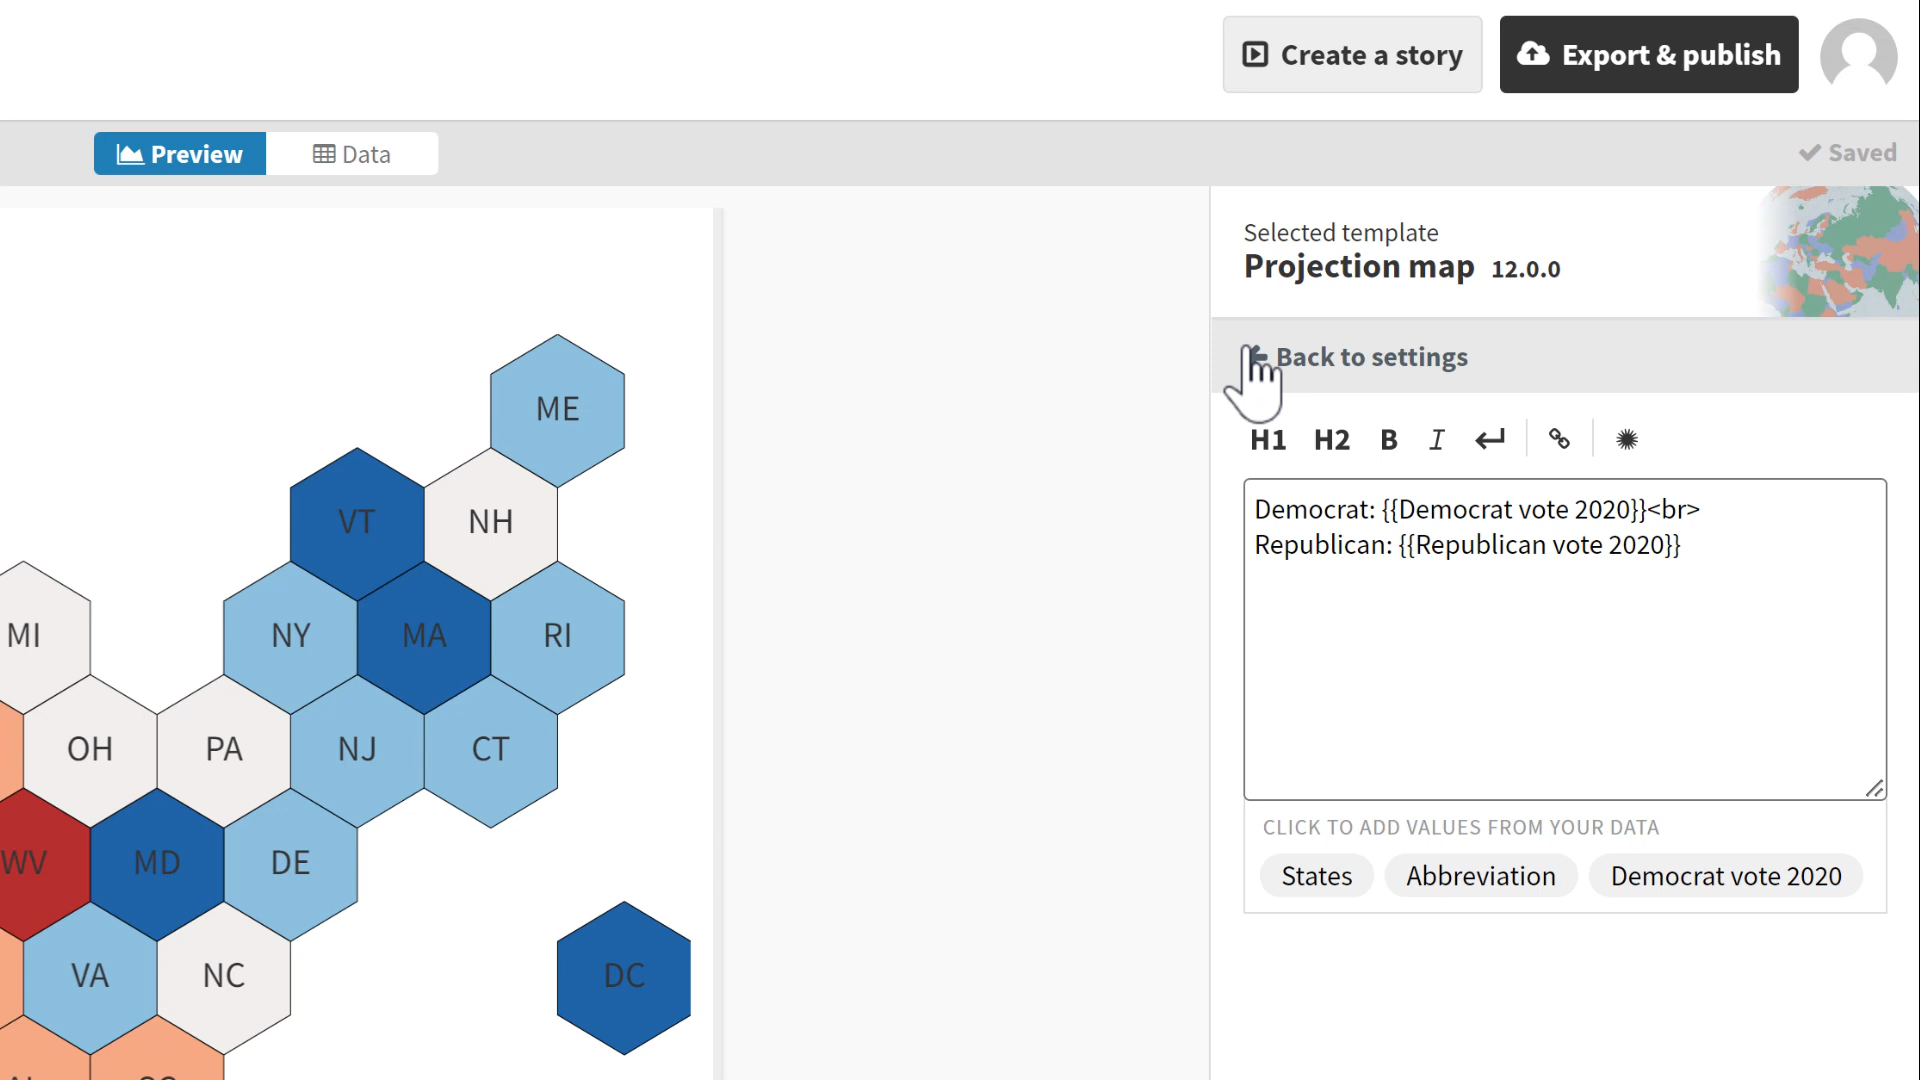 Create a story
Export & publish
Preview
Data
Saved
Selected template
Projection map 12.0.0
Back to settings
H1 H2 B I
Democrat: {{Democrat vote 2020}}<br>
Republican: {{Republican vote 2020}}
CLICK TO ADD VALUES FROM YOUR DATA
States
Abbreviation
Democrat vote 2020
ME
VT
NH
MI
NY
MA
RI
OH
PA
NJ
CT
WV
MD
DE
VA
NC
DC